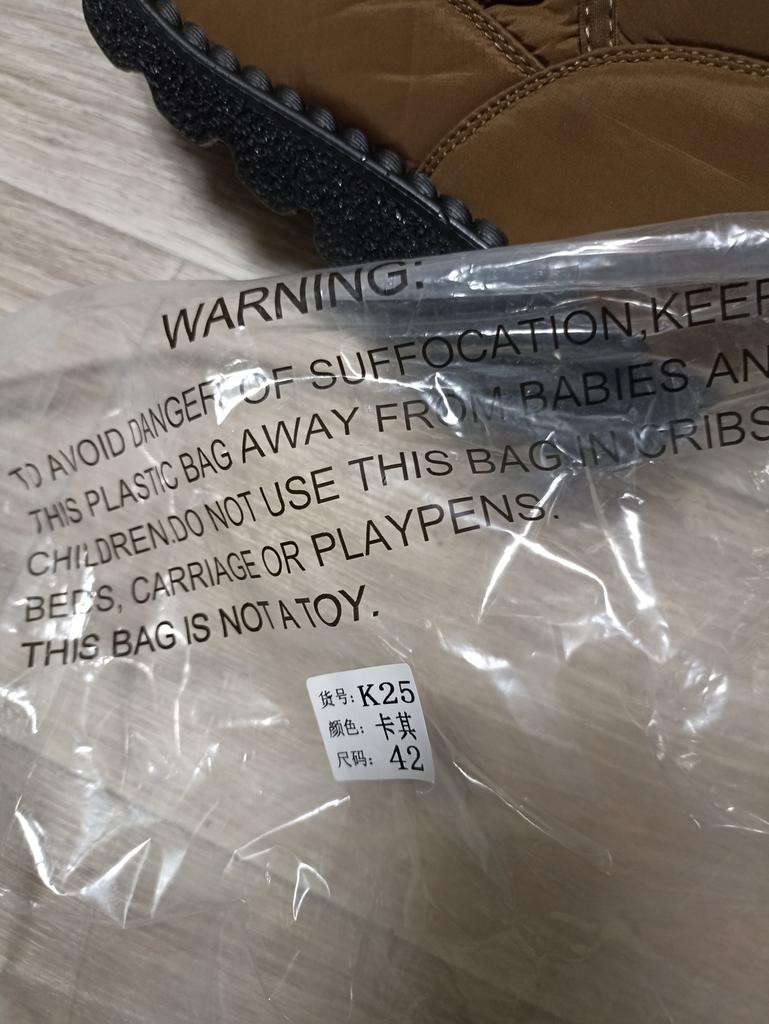 WARNING:
TO AVOID DANGER OF SUFFOCATION,KEEP
THIS PLASTIC BAG AWAY FROM BABIES AN
CHILDREN.DO NOT USE THIS BAG IN CRIBS
BEDS, CARRIAGE OR PLAYPENS.
THIS BAG IS NOT A TOY.
货号: K25
颜色: 卡其
尺码: 42